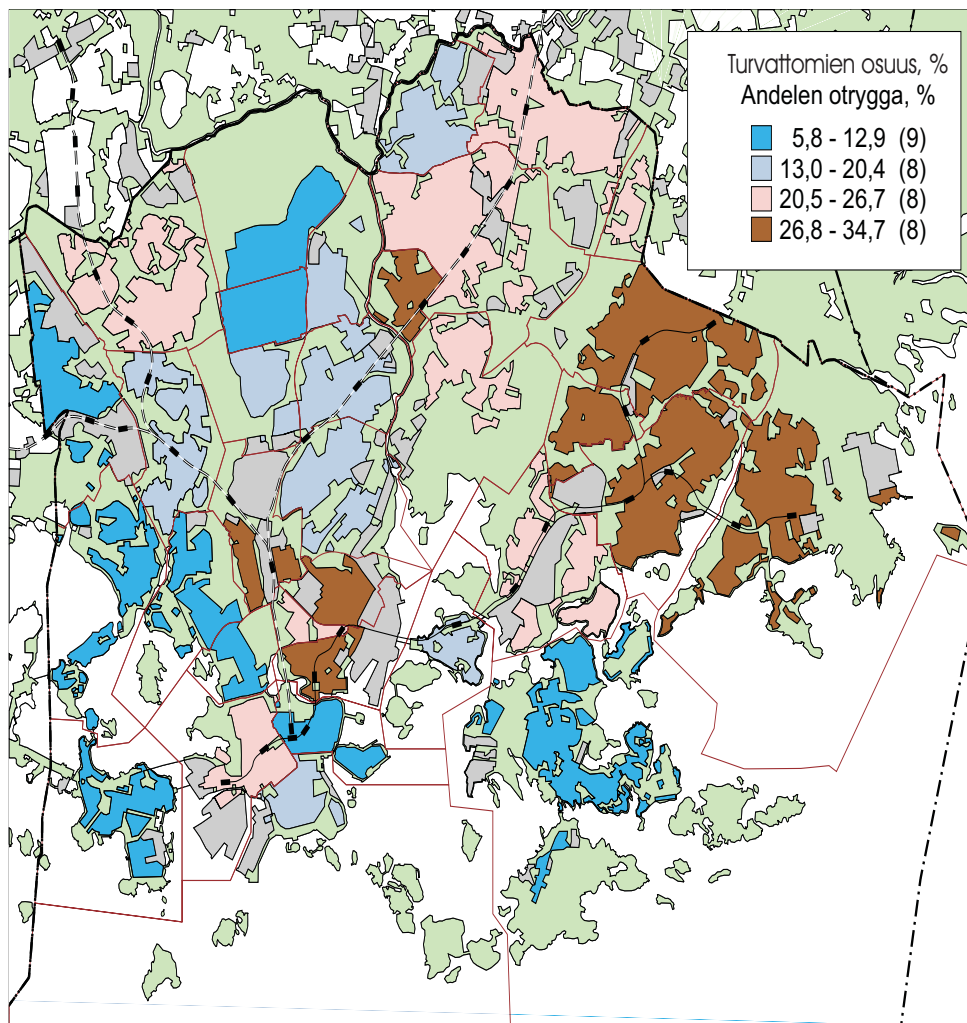 Turvattomien osuus, %
Andelen otrygga, %
5,8 - 12,9 (9)
13,0 - 20,4 (8)
20,5 - 26,7 (8)
26,8 - 34,7 (8)